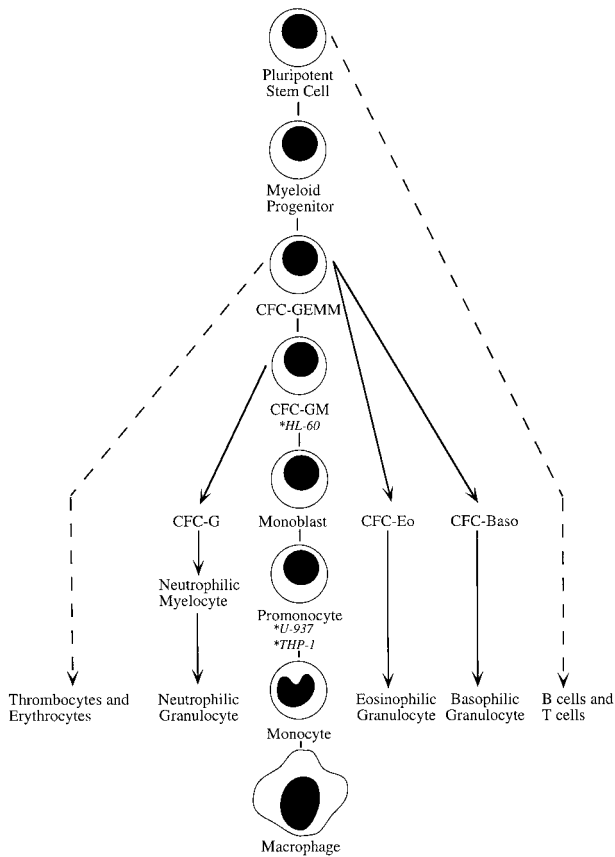 Pluripotent
Stem Cell
Myeloid
Progenitor
CFC-GEMM
CFC-GM
*HL-60
CFC-G
Monoblast
CFC-Eo
CFC-Baso
Neutrophilic
Myelocyte
Promonocyte
*U-937
*THP-1
Thrombocytes and
Erythrocytes
Neutrophilic
Granulocyte
Monocyte
Eosinophilic
Granulocyte
Basophilic
Granulocyte
B cells and
T cells
Macrophage